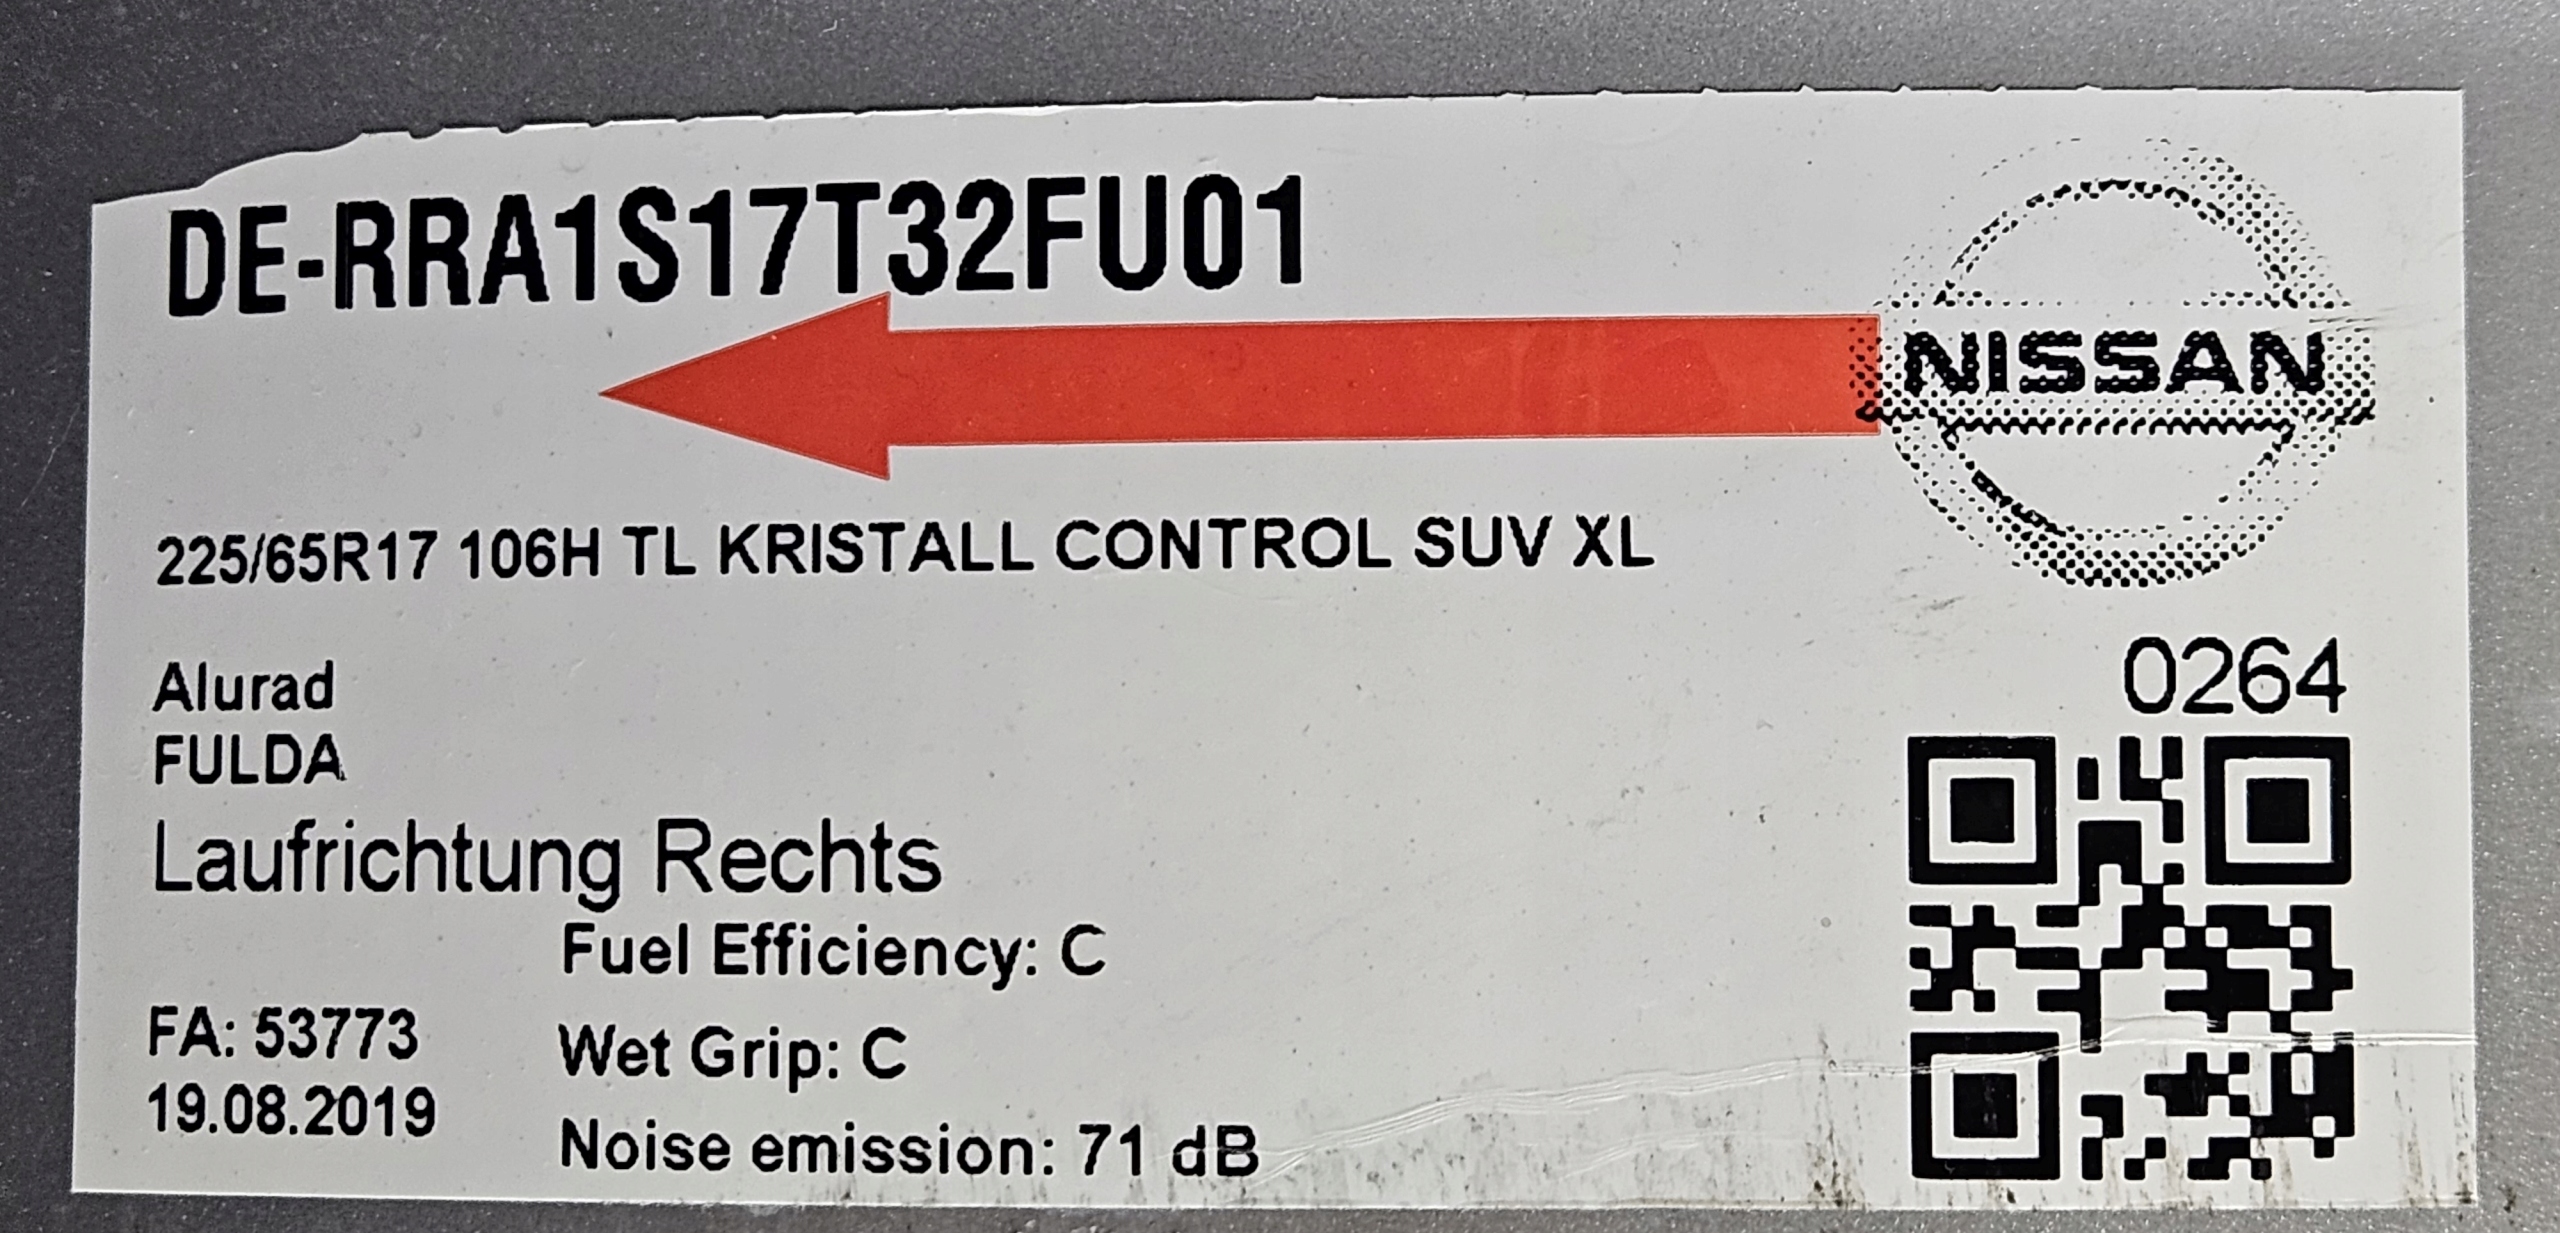 DE-RRA1S17T32FU01
NISSAN
225/65R17 106H TL KRISTALL CONTROL SUV XL
0264
Alurad
FULDA
Laufrichtung Rechts
Fuel Efficiency: C
FA: 53773
Wet Grip: C
19.08.2019
Noise emission: 71 dB